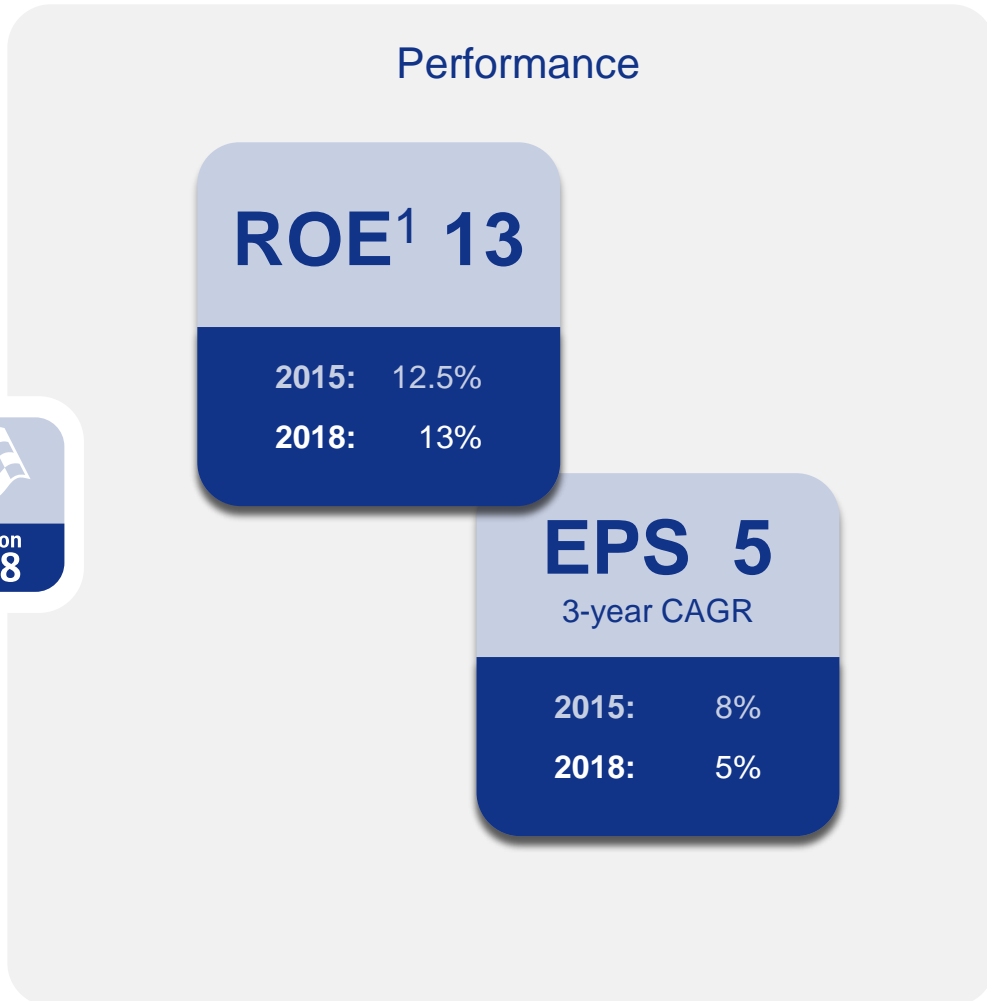 Performance
ROE¹ 13
2015: 12.5%
2018: 13%
on
8
EPS 5
3-year CAGR
2015: 8%
2018: 5%